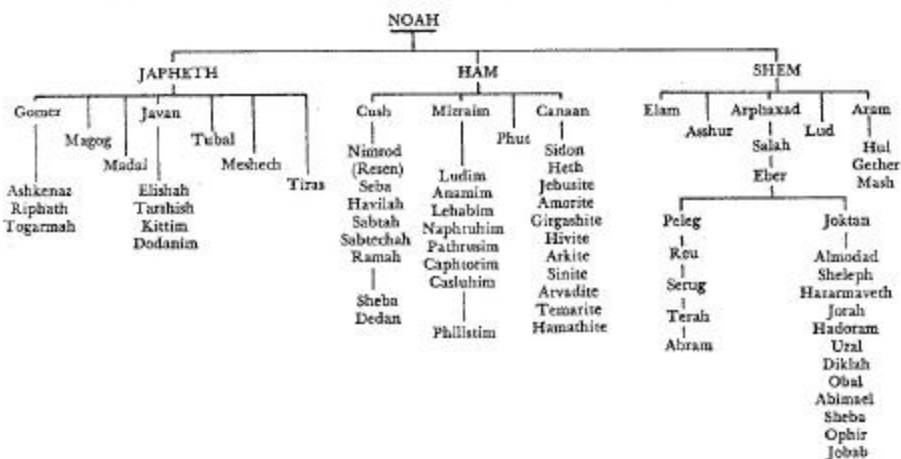 NOAH
JAPHETH HAM SHEM
Gomer
Magog
Madai
Javan
Tubal
Meshech
Tiras
Ashkenaz
Riphath
Togarmah
Elishah
Tarshish
Kittim
Dodanim
Cush
Mizraim
Phut
Canaan
Nimrod
(Resen)
Seba
Havilah
Sabtah
Sabtechah
Ramah
Sheba
Dedan
Ludim
Anamim
Lehabim
Naphruhim
Pathrusim
Caphtorim
Casluhim
Philistim
Sidon
Heth
Jebusite
Amorite
Girgashite
Hivite
Arkite
Sinite
Arvadite
Temarite
Hamathite
Elam
Asshur
Arphaxad
Lud
Aram
Salah
Eber
Hul
Gether
Mash
Peleg
Reu
Serug
Terah
Abram
Joktan
Almodad
Sheleph
Hazarmaveth
Jorah
Hadoram
Uzal
Diklah
Obal
Abimael
Sheba
Ophir
Jobab